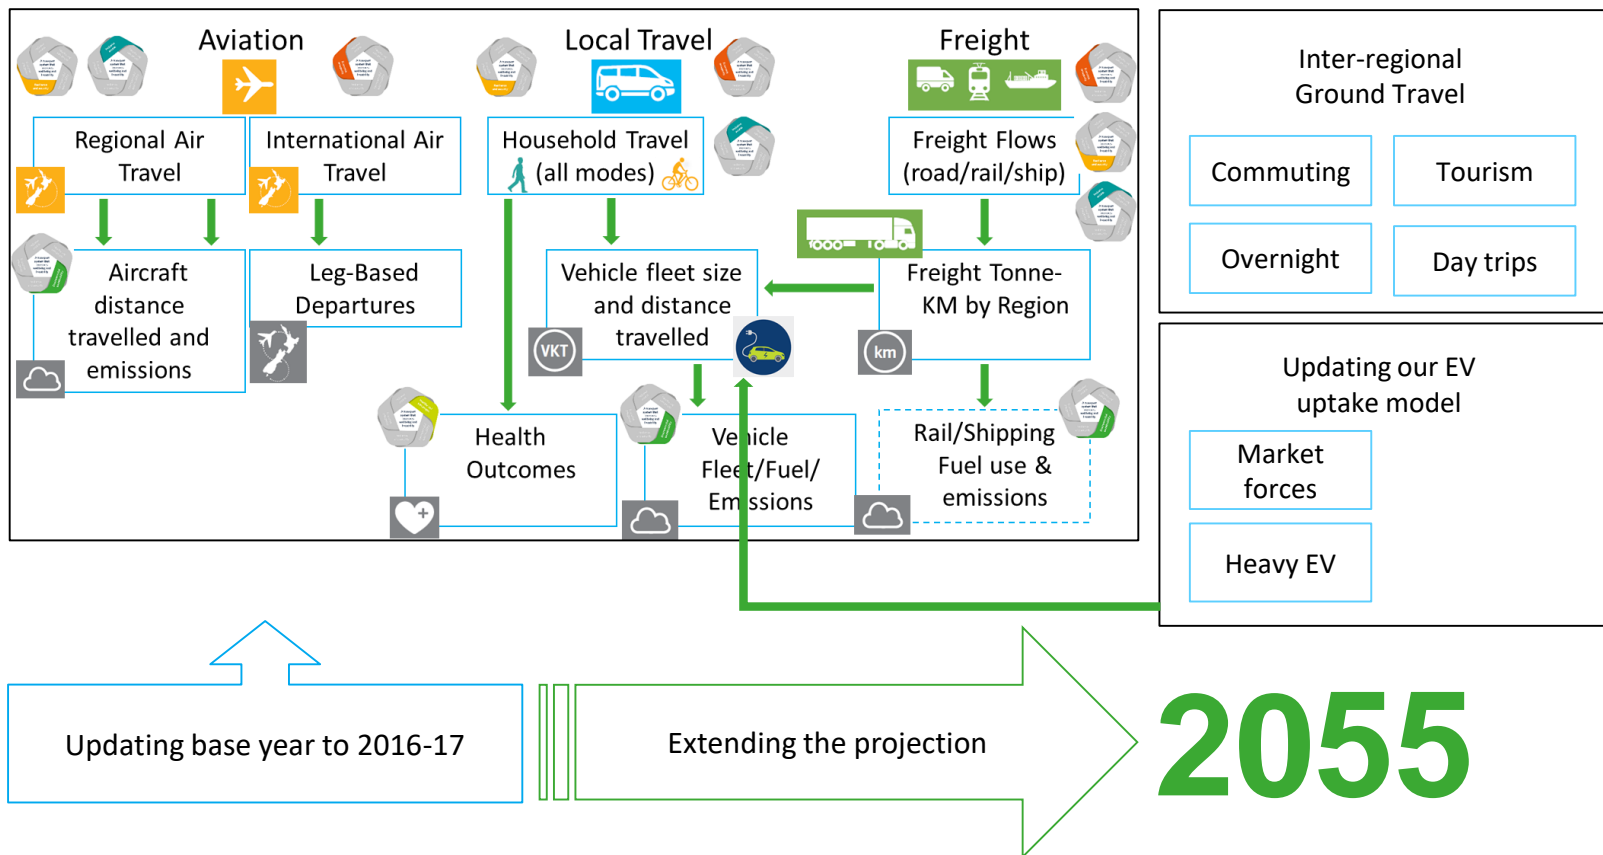 Aviation
Local Travel
Freight
Regional Air
Travel
International Air
Travel
Household Travel
(all modes)
Freight Flows
(road/rail/ship)
Aircraft
distance
travelled and
emissions
Leg-Based
Departures
Vehicle fleet size
and distance
travelled
VKT
Freight Tonne-
KM by Region
km
Health
Outcomes
Vehicle
Fleet/Fuel/
Emissions
Rail/Shipping
Fuel use &
emissions
Inter-regional
Ground Travel
Commuting
Tourism
Overnight
Day trips
Updating our EV
uptake model
Market
forces
Heavy EV
Updating base year to 2016-17
Extending the projection
2055